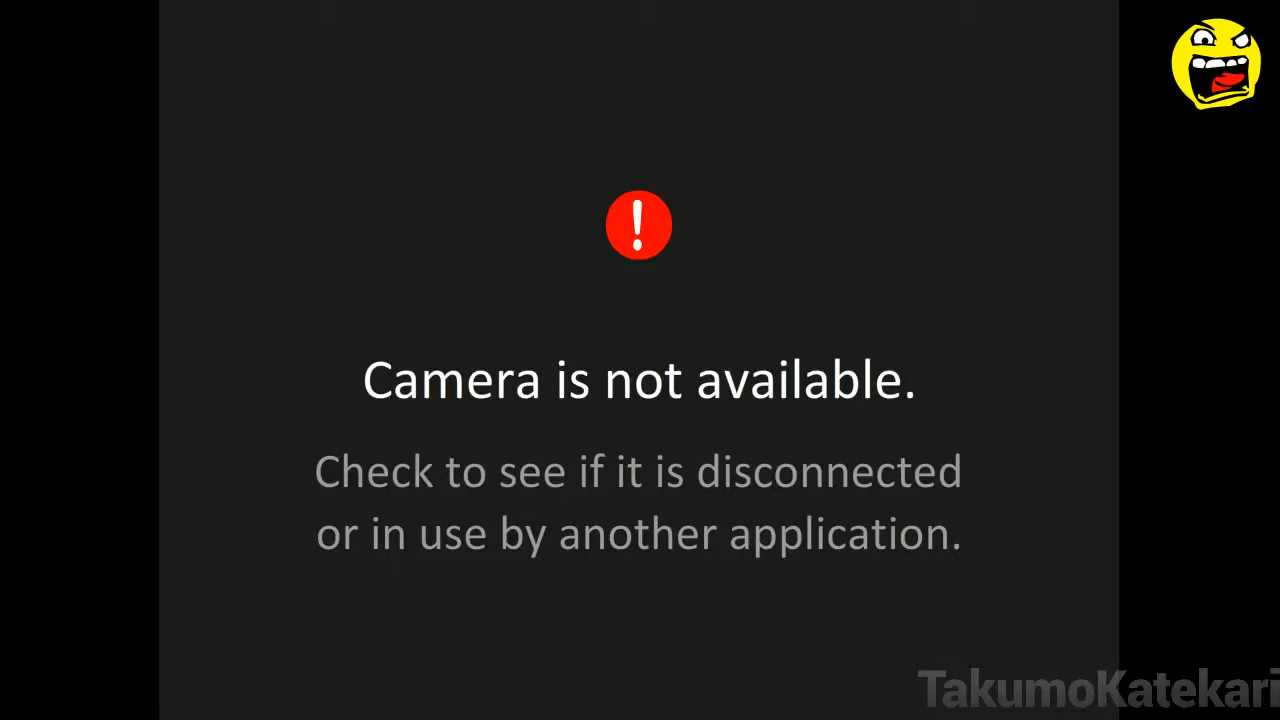 Camera is not available.
Check to see if it is disconnected
or in use by another application.
TakumoKatekari